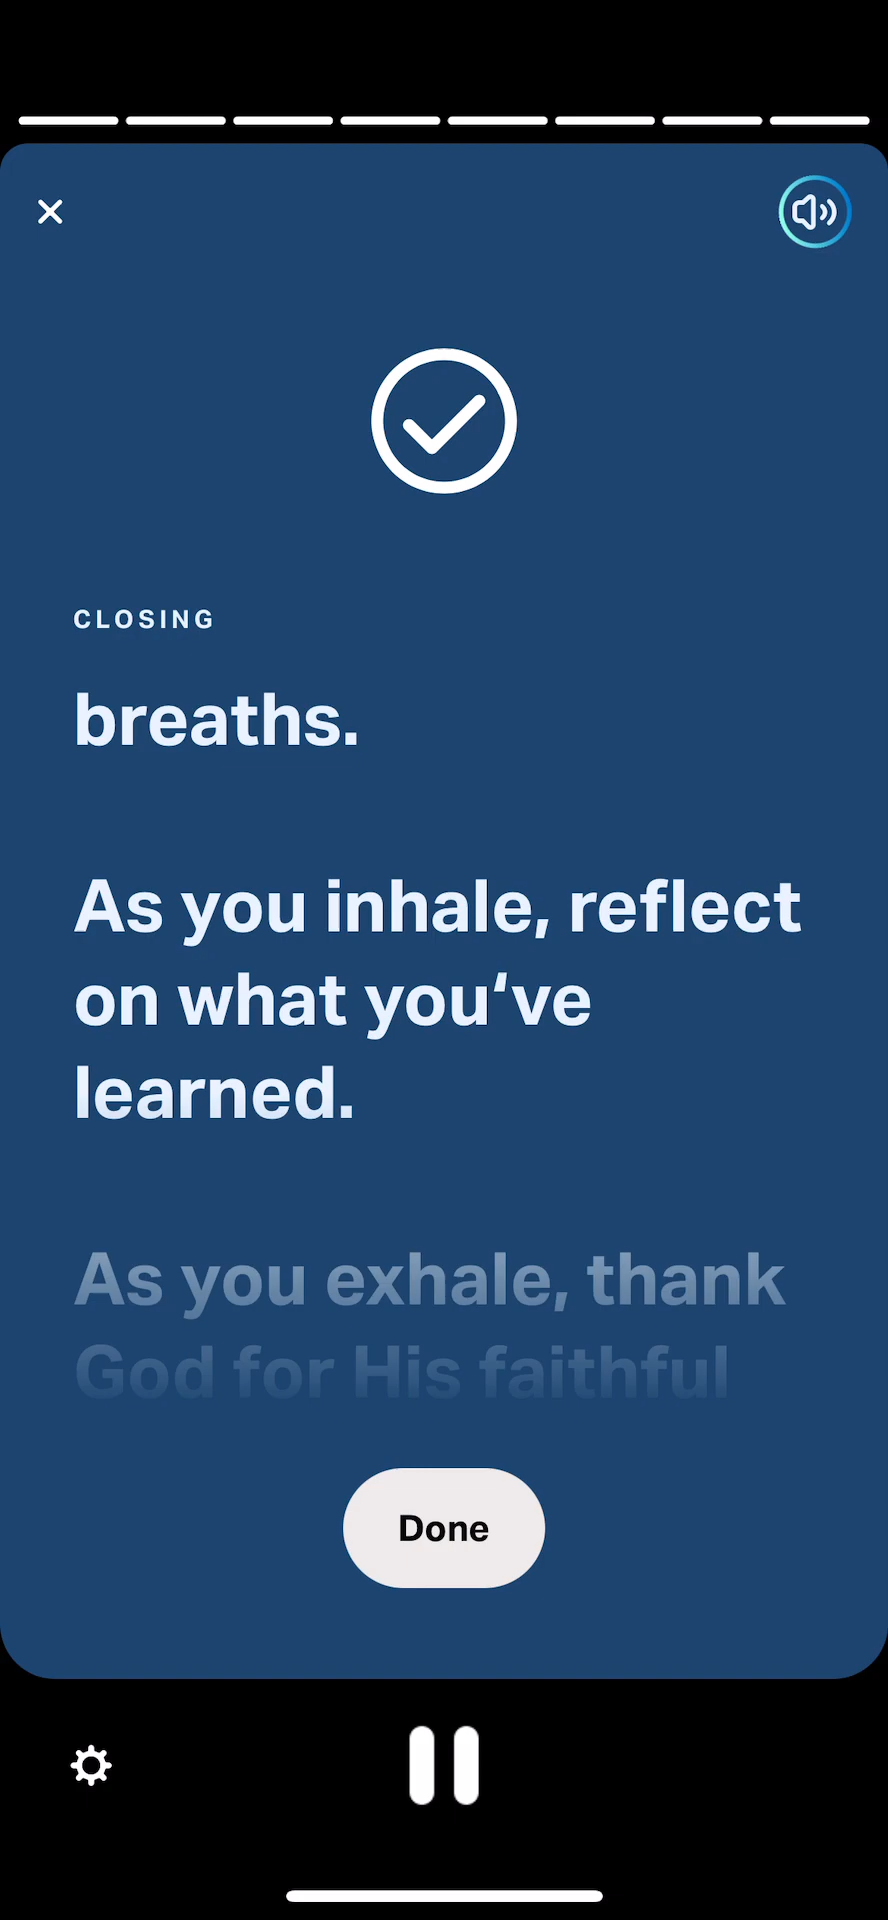 CLOSING
breaths.
As you inhale, reflect
on what you‘ve
learned.
As you exhale, thank
God for His faithful
Done